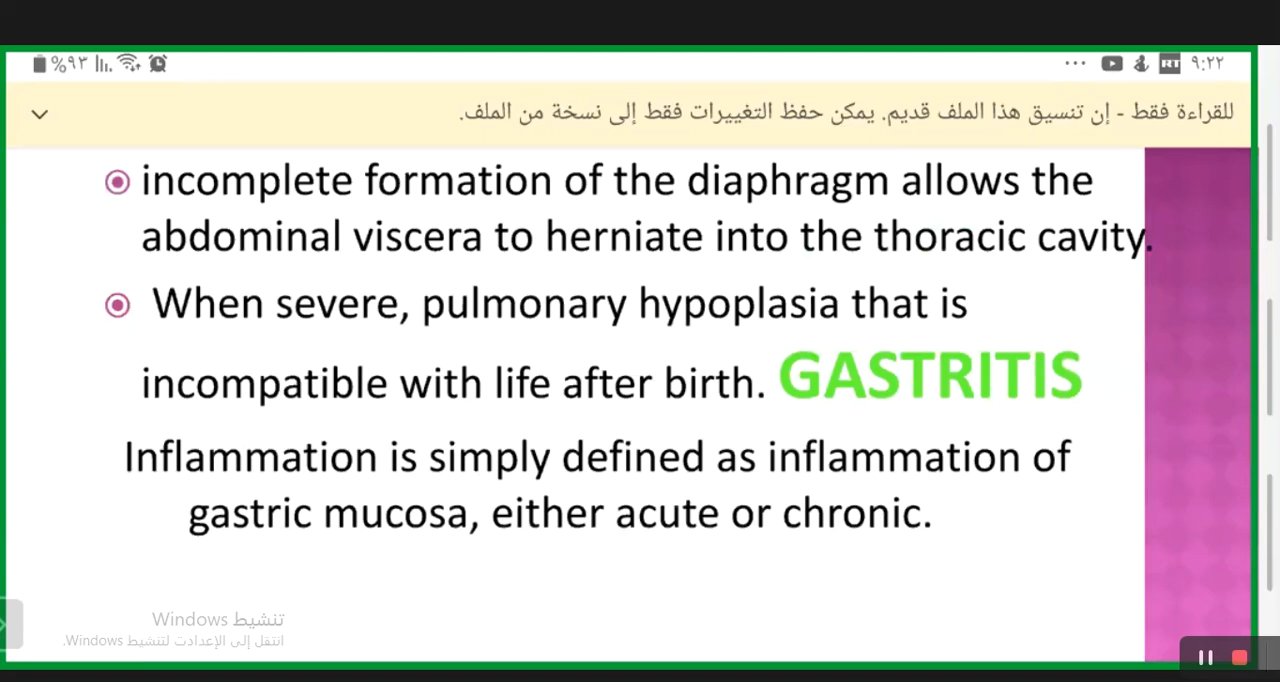 %٩٣ ٩:٢٢
للقراءة فقط - إن تنسيق هذا الملف قديم. يمكن حفظ التغييرات فقط إلى نسخة من الملف.
incomplete formation of the diaphragm allows the
abdominal viscera to herniate into the thoracic cavity.
When severe, pulmonary hypoplasia that is
incompatible with life after birth. GASTRITIS
Inflammation is simply defined as inflammation of
gastric mucosa, either acute or chronic.
تنشيط Windows
انتقل إلى الإعدادات لتنشيط Windows.
RT